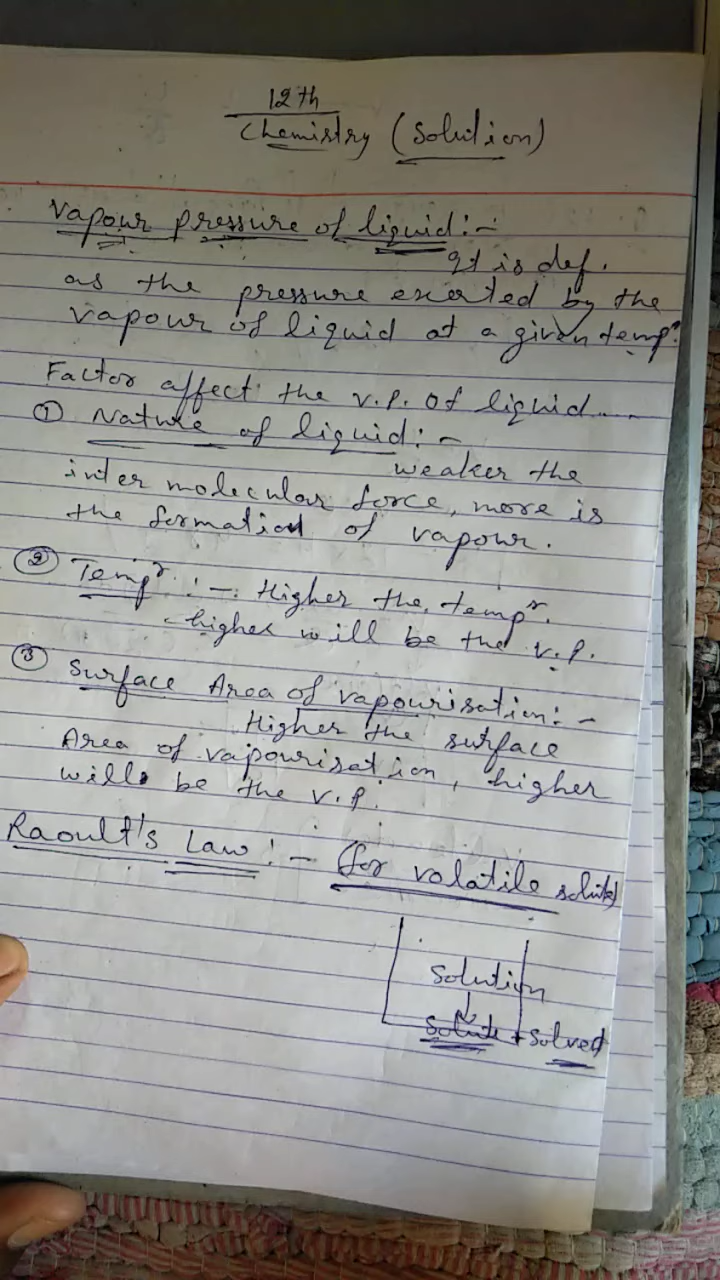 12th
Chemistry (Solution)
Vapour pressure of liquid:-
It is def.
as the pressure exerted by the
vapour of liquid at a given temp.
Factor affect the v.p. of liquid....
① Nature of liquid:-
weaker the
inter molecular force, more is
the formation of vapour.
② Tempr. :- Higher the tempr.
higher will be the v.p.
③ Surface Area of vapourisation:-
Higher the surface
Area of vapourisation, higher
will be the v.p.
Raoult's Law:- (for volatile solute)
Solution
↓
Solute + Solved